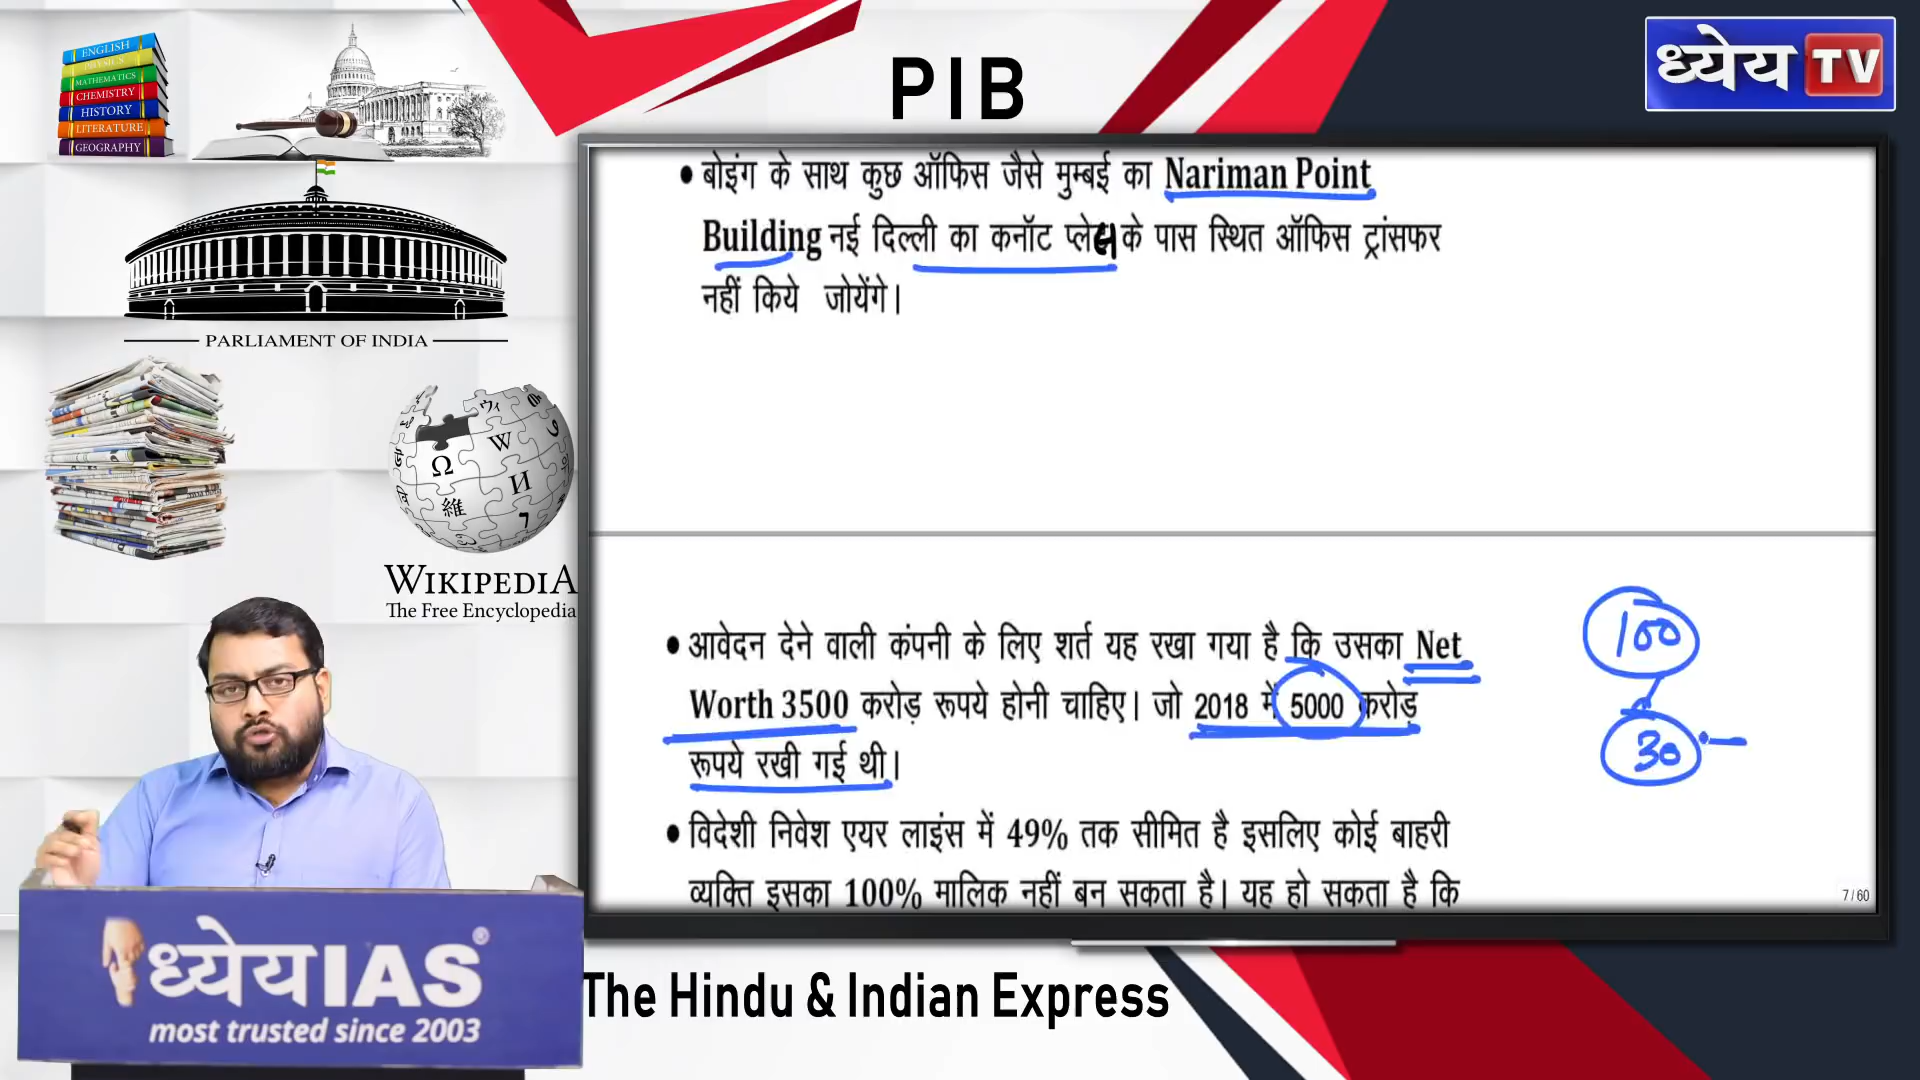 ENGLISH
PHYSICS
MATHEMATICS
CHEMISTRY
HISTORY
LITERATURE
GEOGRAPHY
PIB
ध्येय TV
PARLIAMENT OF INDIA
WIKIPEDIA
The Free Encyclopedia
• बोइंग के साथ कुछ ऑफिस जैसे मुम्बई का Nariman Point
Building नई दिल्ली का कनॉट प्लेस के पास स्थित ऑफिस ट्रांसफर
नहीं किये जोयेंगे।
• आवेदन देने वाली कंपनी के लिए शर्त यह रखा गया है कि उसका Net
Worth 3500 करोड़ रूपये होनी चाहिए। जो 2018 में 5000 करोड़
रूपये रखी गई थी।
100
30
• विदेशी निवेश एयर लाइंस में 49% तक सीमित है इसलिए कोई बाहरी
व्यक्ति इसका 100% मालिक नहीं बन सकता है। यह हो सकता है कि
7/60
ध्येय IAS®
most trusted since 2003
The Hindu & Indian Express